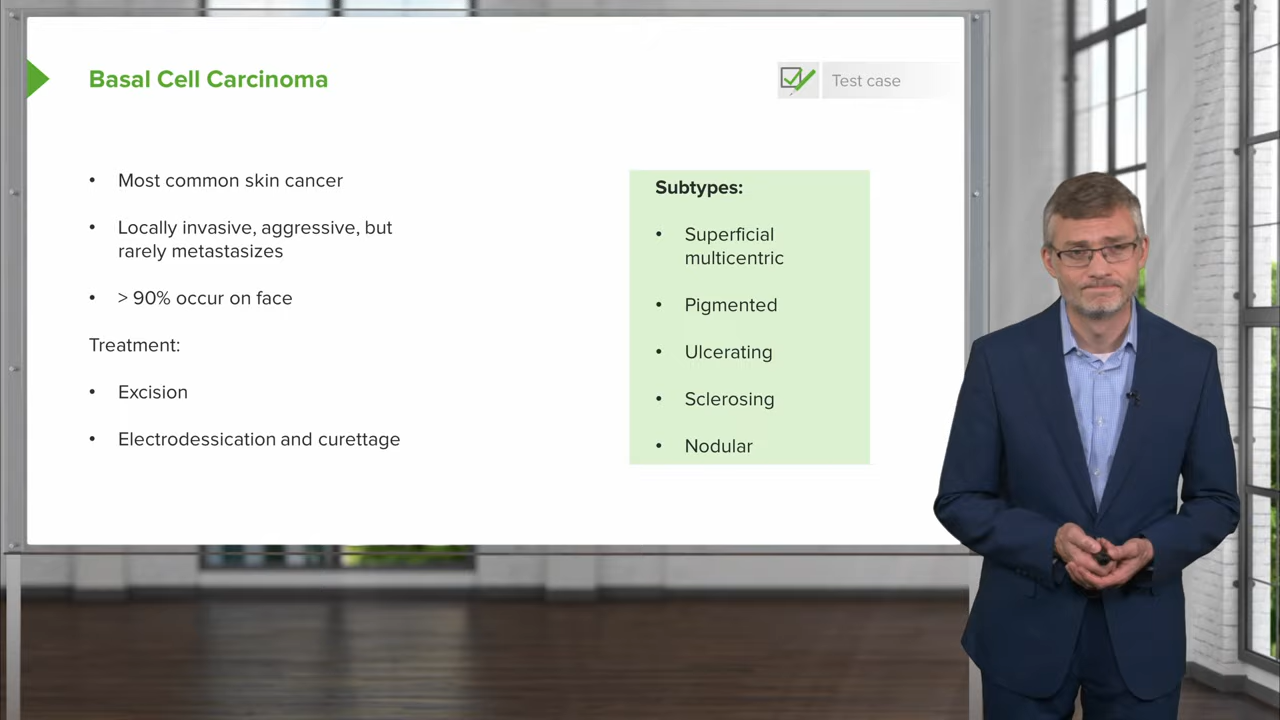 Basal Cell Carcinoma
Test case
• Most common skin cancer
• Locally invasive, aggressive, but
rarely metastasizes
• > 90% occur on face
Treatment:
• Excision
• Electrodessication and curettage
Subtypes:
• Superficial
multicentric
• Pigmented
• Ulcerating
• Sclerosing
• Nodular